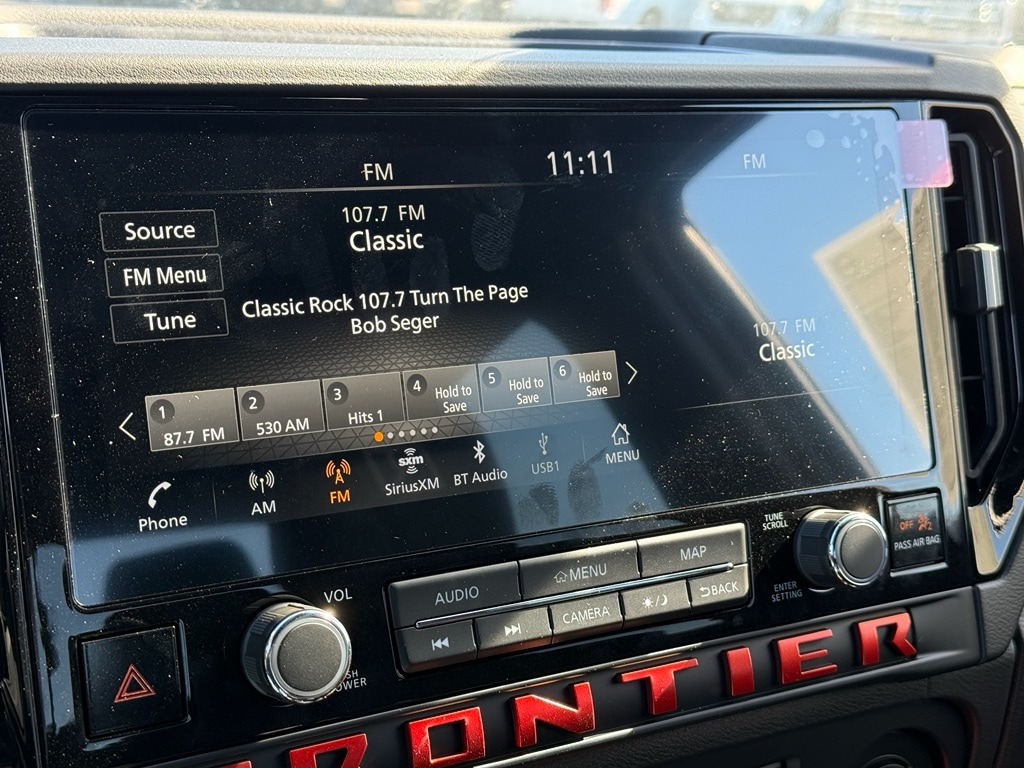 FM
11:11
FM
Source
107.7 FM
Classic
FM Menu
Tune
Classic Rock 107.7 Turn The Page
Bob Seger
107.7 FM
Classic
1
87.7 FM
2
530 AM
3
Hits 1
4
Hold to
Save
5
Hold to
Save
6
Hold to
Save
Phone
AM
FM
sxm
SiriusXM
BT Audio
USB1
MENU
TUNE
SCROLL
OFF
PASS AIR BAG
VOL
AUDIO
MENU
MAP
CAMERA
BACK
ENTER
SETTING
SH
OWER
RONTIER